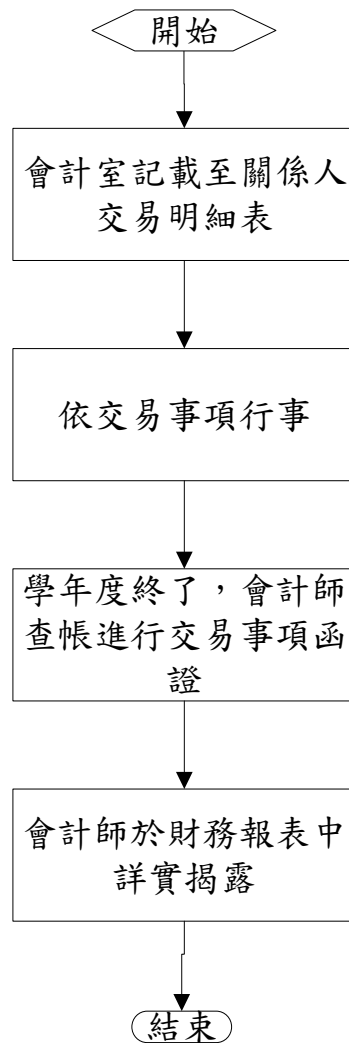 開始
會計室記載至關係人
交易明細表
依交易事項行事
學年度終了，會計師
查帳進行交易事項函
證
會計師於財務報表中
詳實揭露
結束